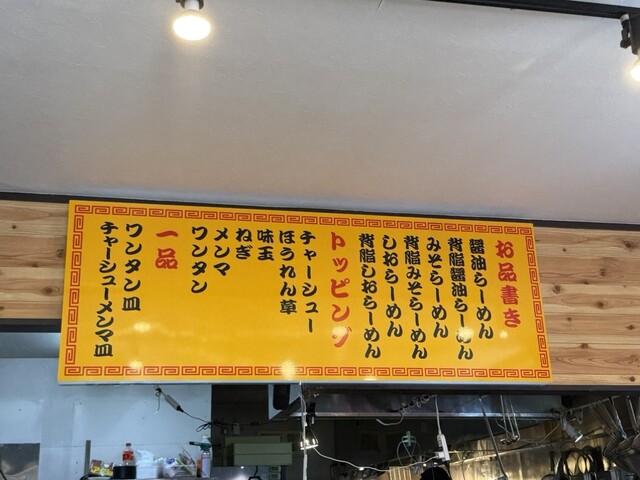 お品書き
醤油らーめん
背脂醤油らーめん
みそらーめん
背脂みそらーめん
しおらーめん
背脂しおらーめん
トッピング
チャーシュー
ほうれん草
味玉
ねぎ
メンマ
ワンタン
一品
ワンタン皿
チャーシューメンマ皿